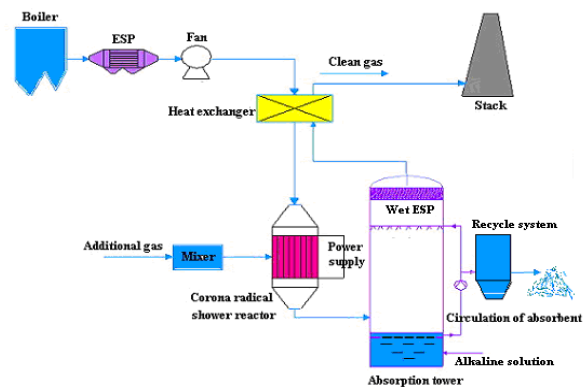 Boiler
ESP
Fan
Clean gas
Stack
Heat exchanger
Wet ESP
Recycle system
Additional gas
Mixer
Power
supply
Corona radical
shower reactor
Circulation of absorbent
Alkaline solution
Absorption tower